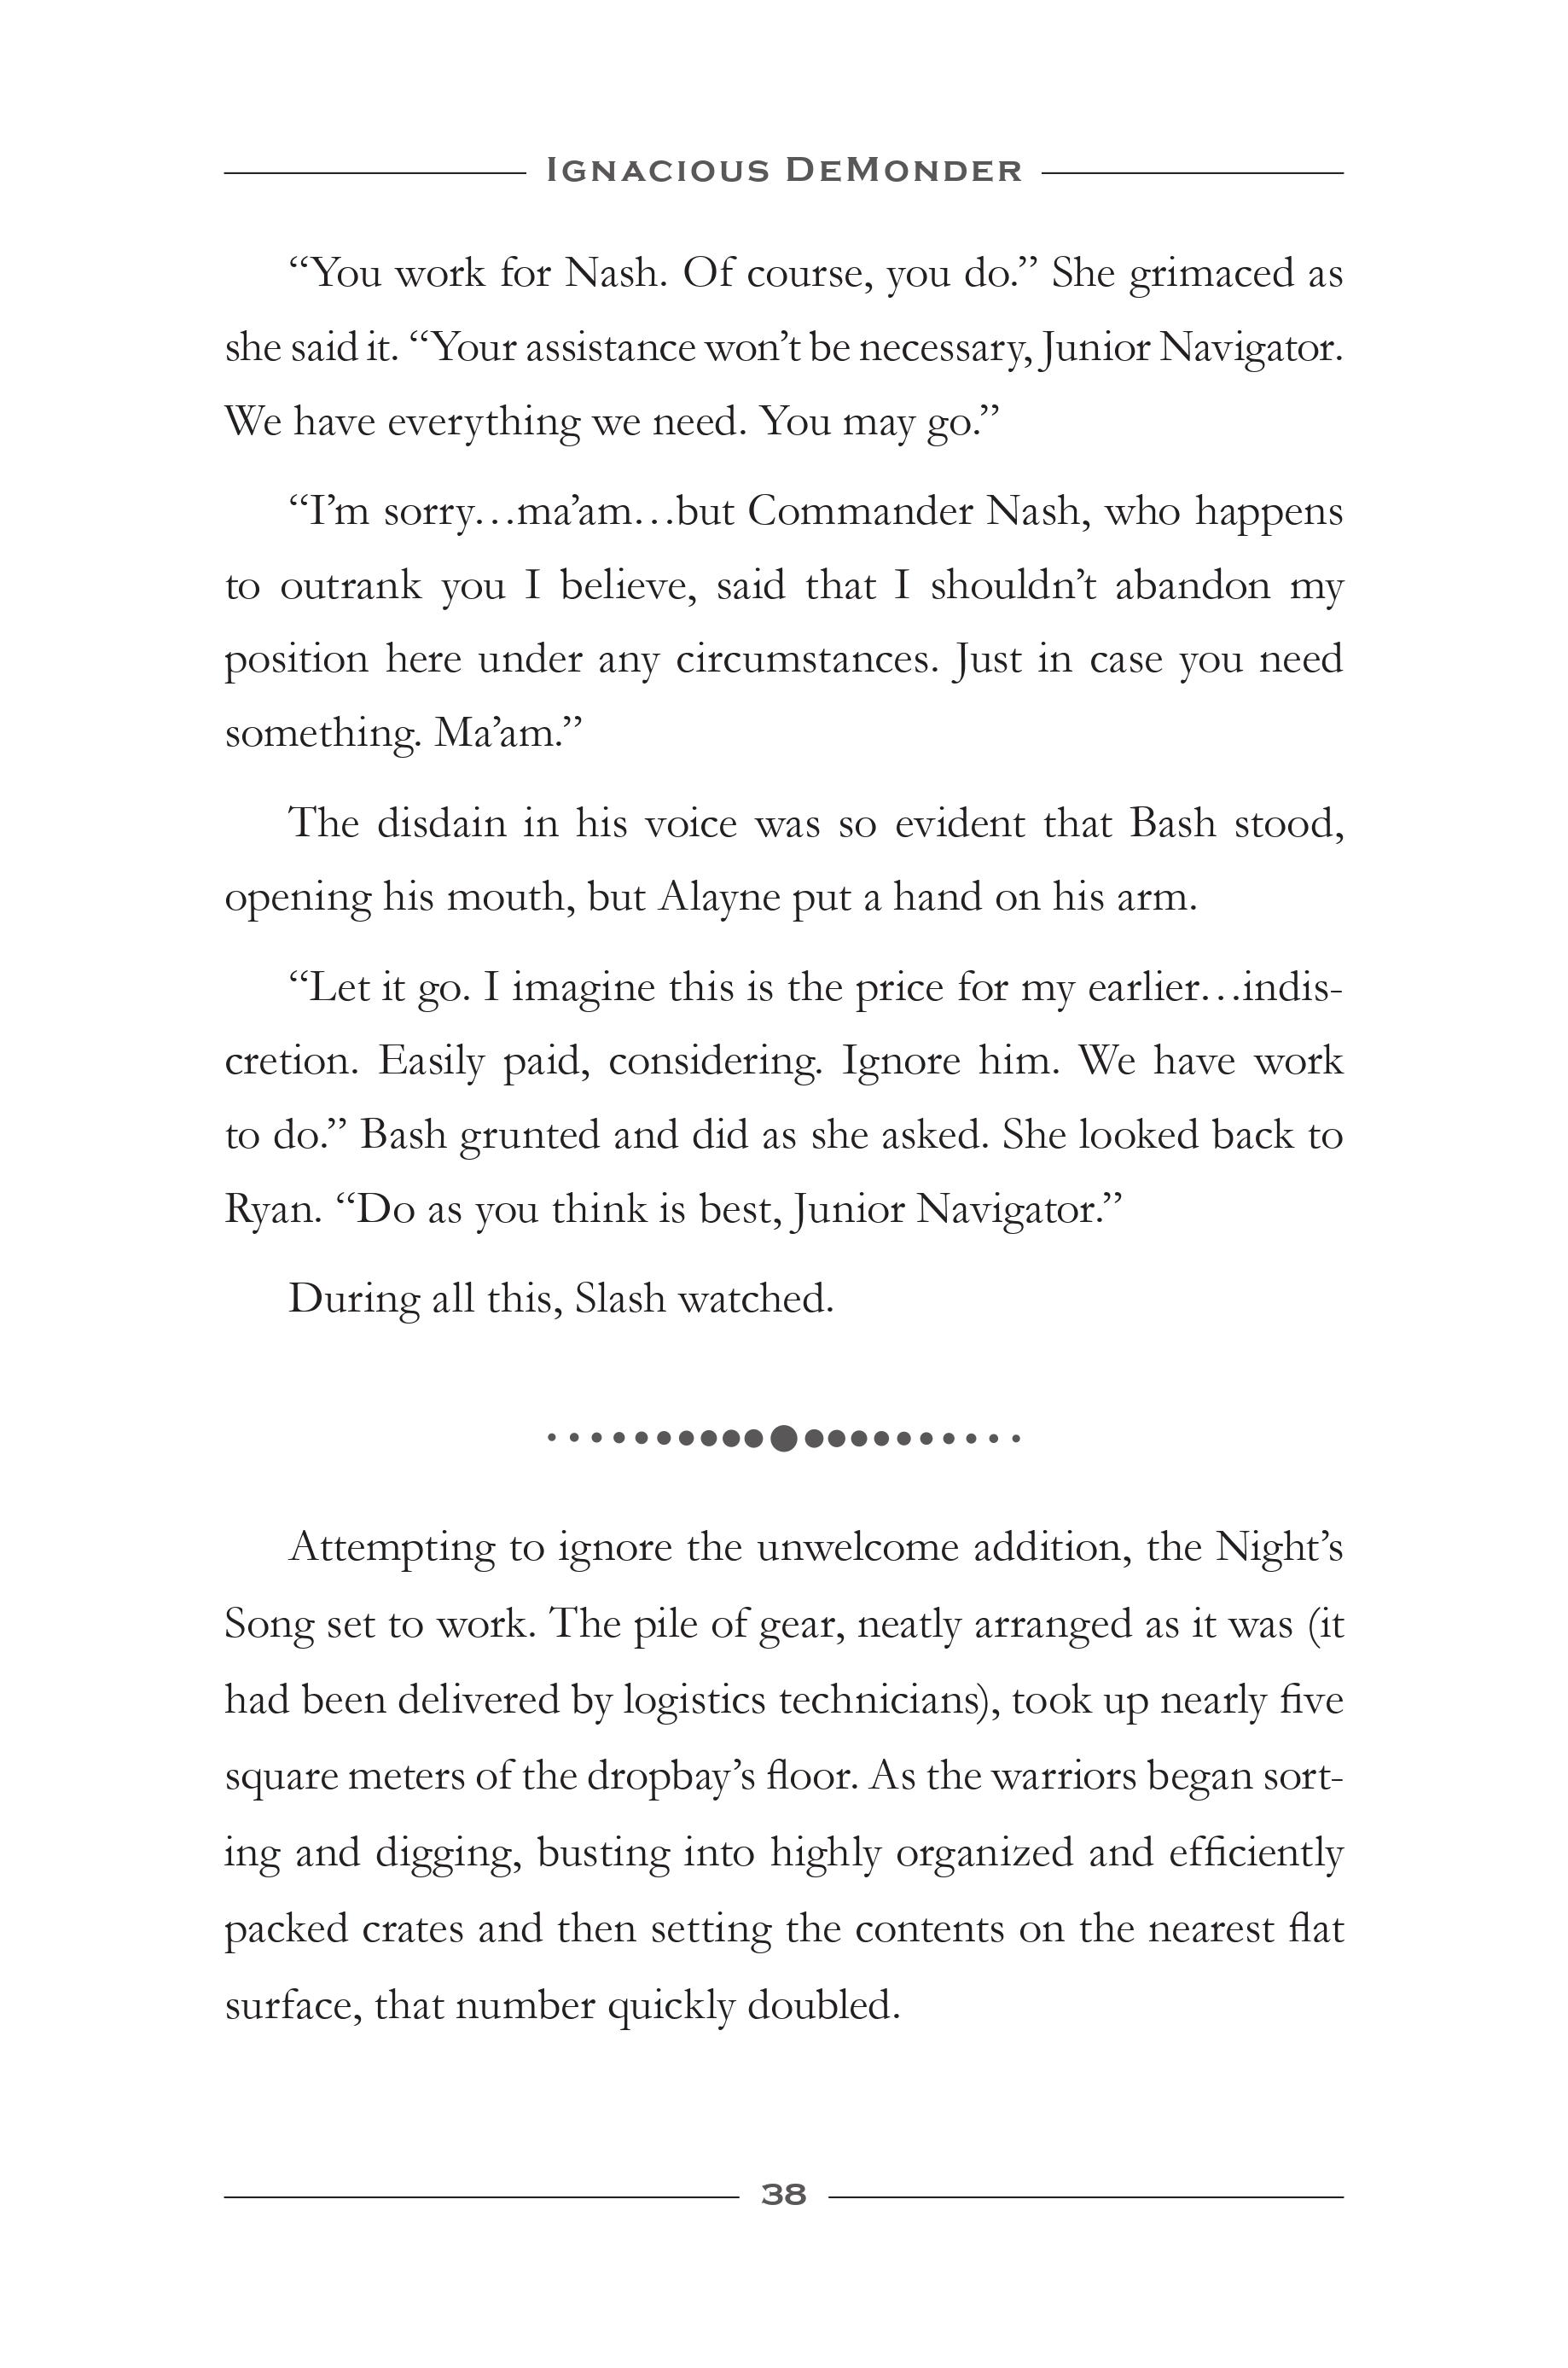 IGNACIOUS DEMONDER
“You work for Nash. Of course, you do.” She grimaced as
she said it. “Your assistance won’t be necessary, Junior Navigator.
We have everything we need. You may go.”
“I’m sorry…ma’am…but Commander Nash, who happens
to outrank you I believe, said that I shouldn’t abandon my
position here under any circumstances. Just in case you need
something. Ma’am.”
The disdain in his voice was so evident that Bash stood,
opening his mouth, but Alayne put a hand on his arm.
“Let it go. I imagine this is the price for my earlier…indis-
cretion. Easily paid, considering. Ignore him. We have work
to do.” Bash grunted and did as she asked. She looked back to
Ryan. “Do as you think is best, Junior Navigator.”
During all this, Slash watched.
Attempting to ignore the unwelcome addition, the Night’s
Song set to work. The pile of gear, neatly arranged as it was (it
had been delivered by logistics technicians), took up nearly five
square meters of the dropbay’s floor. As the warriors began sort-
ing and digging, busting into highly organized and efficiently
packed crates and then setting the contents on the nearest flat
surface, that number quickly doubled.
38